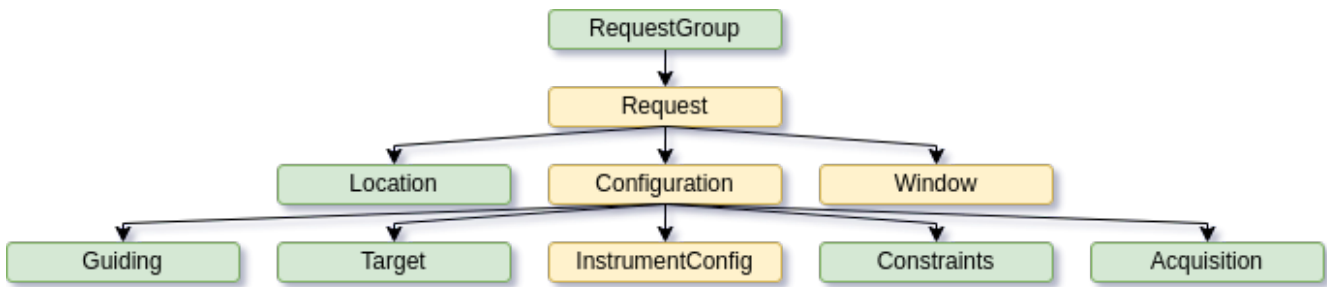 RequestGroup
Request
Location
Configuration
Window
Guiding
Target
InstrumentConfig
Constraints
Acquisition